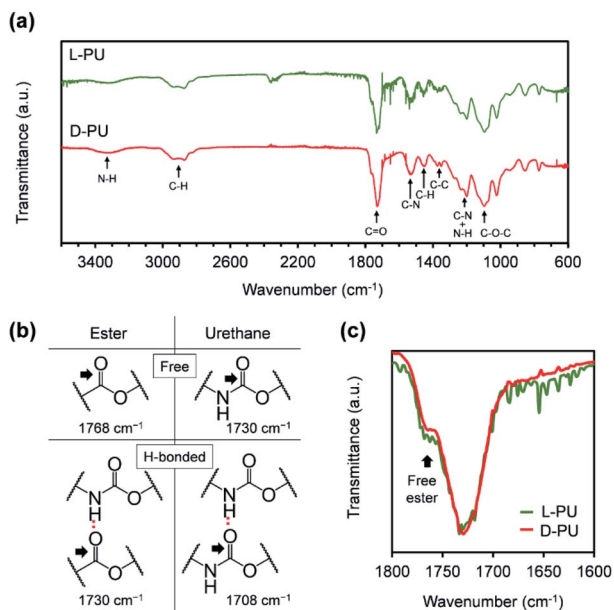 (a)
L-PU
D-PU
N-H
C-H
C=O
C-N
C-H
C-C
C-N
+
N-H
C-O-C
Transmittance (a.u.)
3400 3000 2600 2200 1800 1400 1000 600
Wavenumber (cm⁻¹)
(b)
Ester Urethane
Free
O
O
1768 cm⁻¹
O
N
H
O
1730 cm⁻¹
H-bonded
O
N
H
O
O
O
1730 cm⁻¹
O
N
H
O
O
N
H
O
1708 cm⁻¹
(c)
Transmittance (a.u.)
Free
ester
L-PU
D-PU
1800 1750 1700 1650 1600
Wavenumber (cm⁻¹)